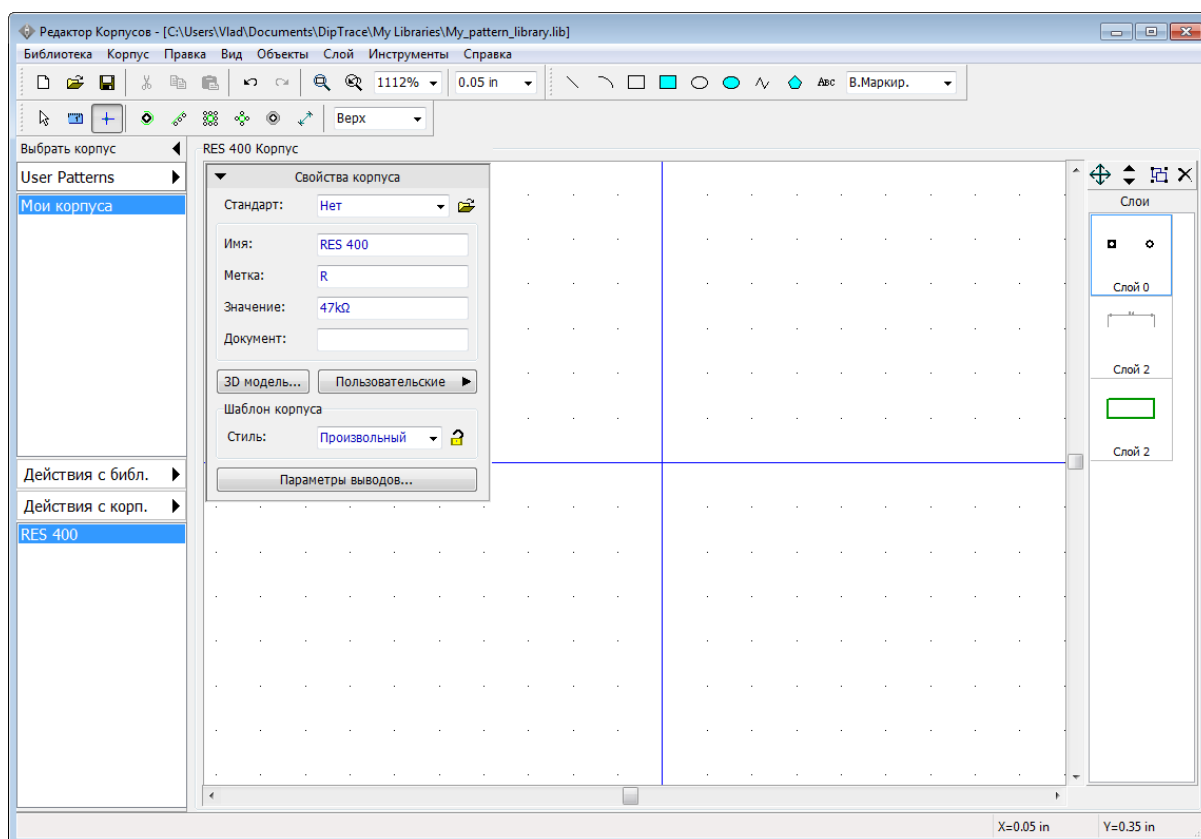 Редактор Корпусов - [C:\Users\Vlad\Documents\DipTrace\My Libraries\My_pattern_library.lib]
Библиотека Корпус Правка Вид Объекты Слой Инструменты Справка
1112% 0.05 in ABC В.Маркир.
Верх
Выбрать корпус
RES 400 Корпус
User Patterns
Мои корпуса
Действия с библ.
Действия с корп.
RES 400
Свойства корпуса
Стандарт: Нет
Имя: RES 400
Метка: R
Значение: 47kΩ
Документ:
3D модель... Пользовательские
Шаблон корпуса
Стиль: Произвольный
Параметры выводов...
Слои
Слой 0
Слой 2
Слой 2
X=0.05 in Y=0.35 in